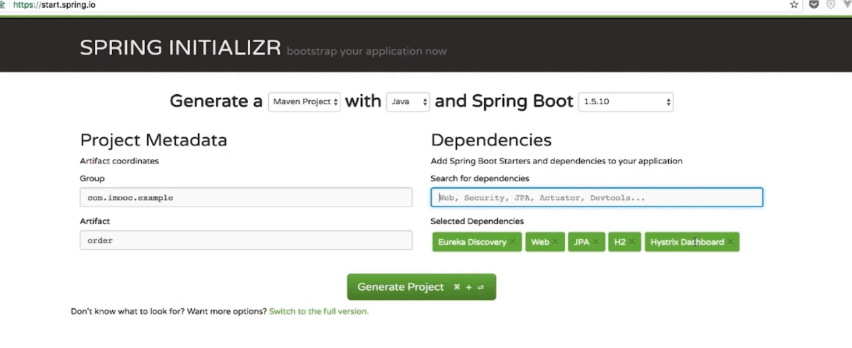 https://start.spring.io
SPRING INITIALIZR bootstrap your application now
Generate a Maven Project with Java and Spring Boot 1.5.10
Project Metadata
Artifact coordinates
Group
com.imooc.example
Artifact
order
Dependencies
Add Spring Boot Starters and dependencies to your application
Search for dependencies
Web, Security, JPA, Actuator, Devtools...
Selected Dependencies
Eureka Discovery × Web × JPA × H2 × Hystrix Dashboard ×
Generate Project ⌘ + ⏎
Don't know what to look for? Want more options? Switch to the full version.